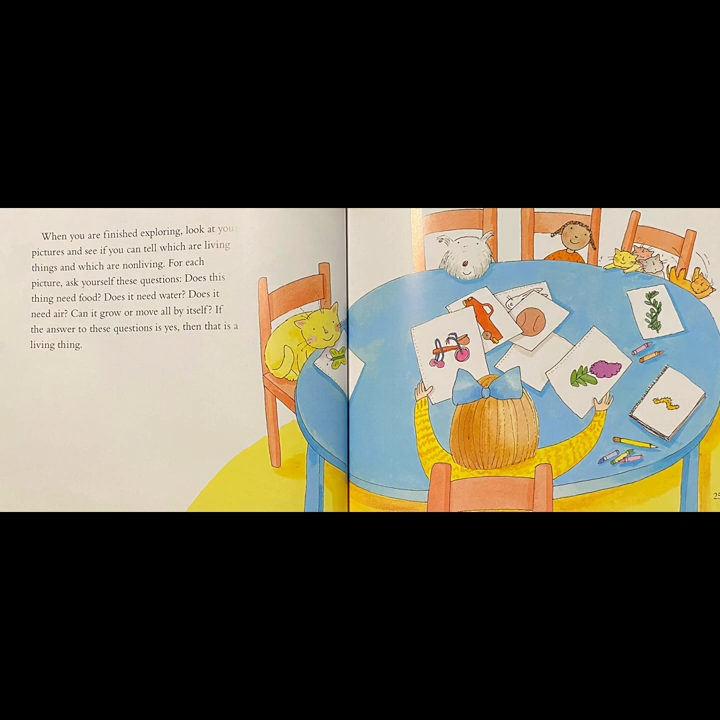 When you are finished exploring, look at your
pictures and see if you can tell which are living
things and which are nonliving. For each
picture, ask yourself these questions: Does this
thing need food? Does it need water? Does it
need air? Can it grow or move all by itself? If
the answer to these questions is yes, then that is a
living thing.